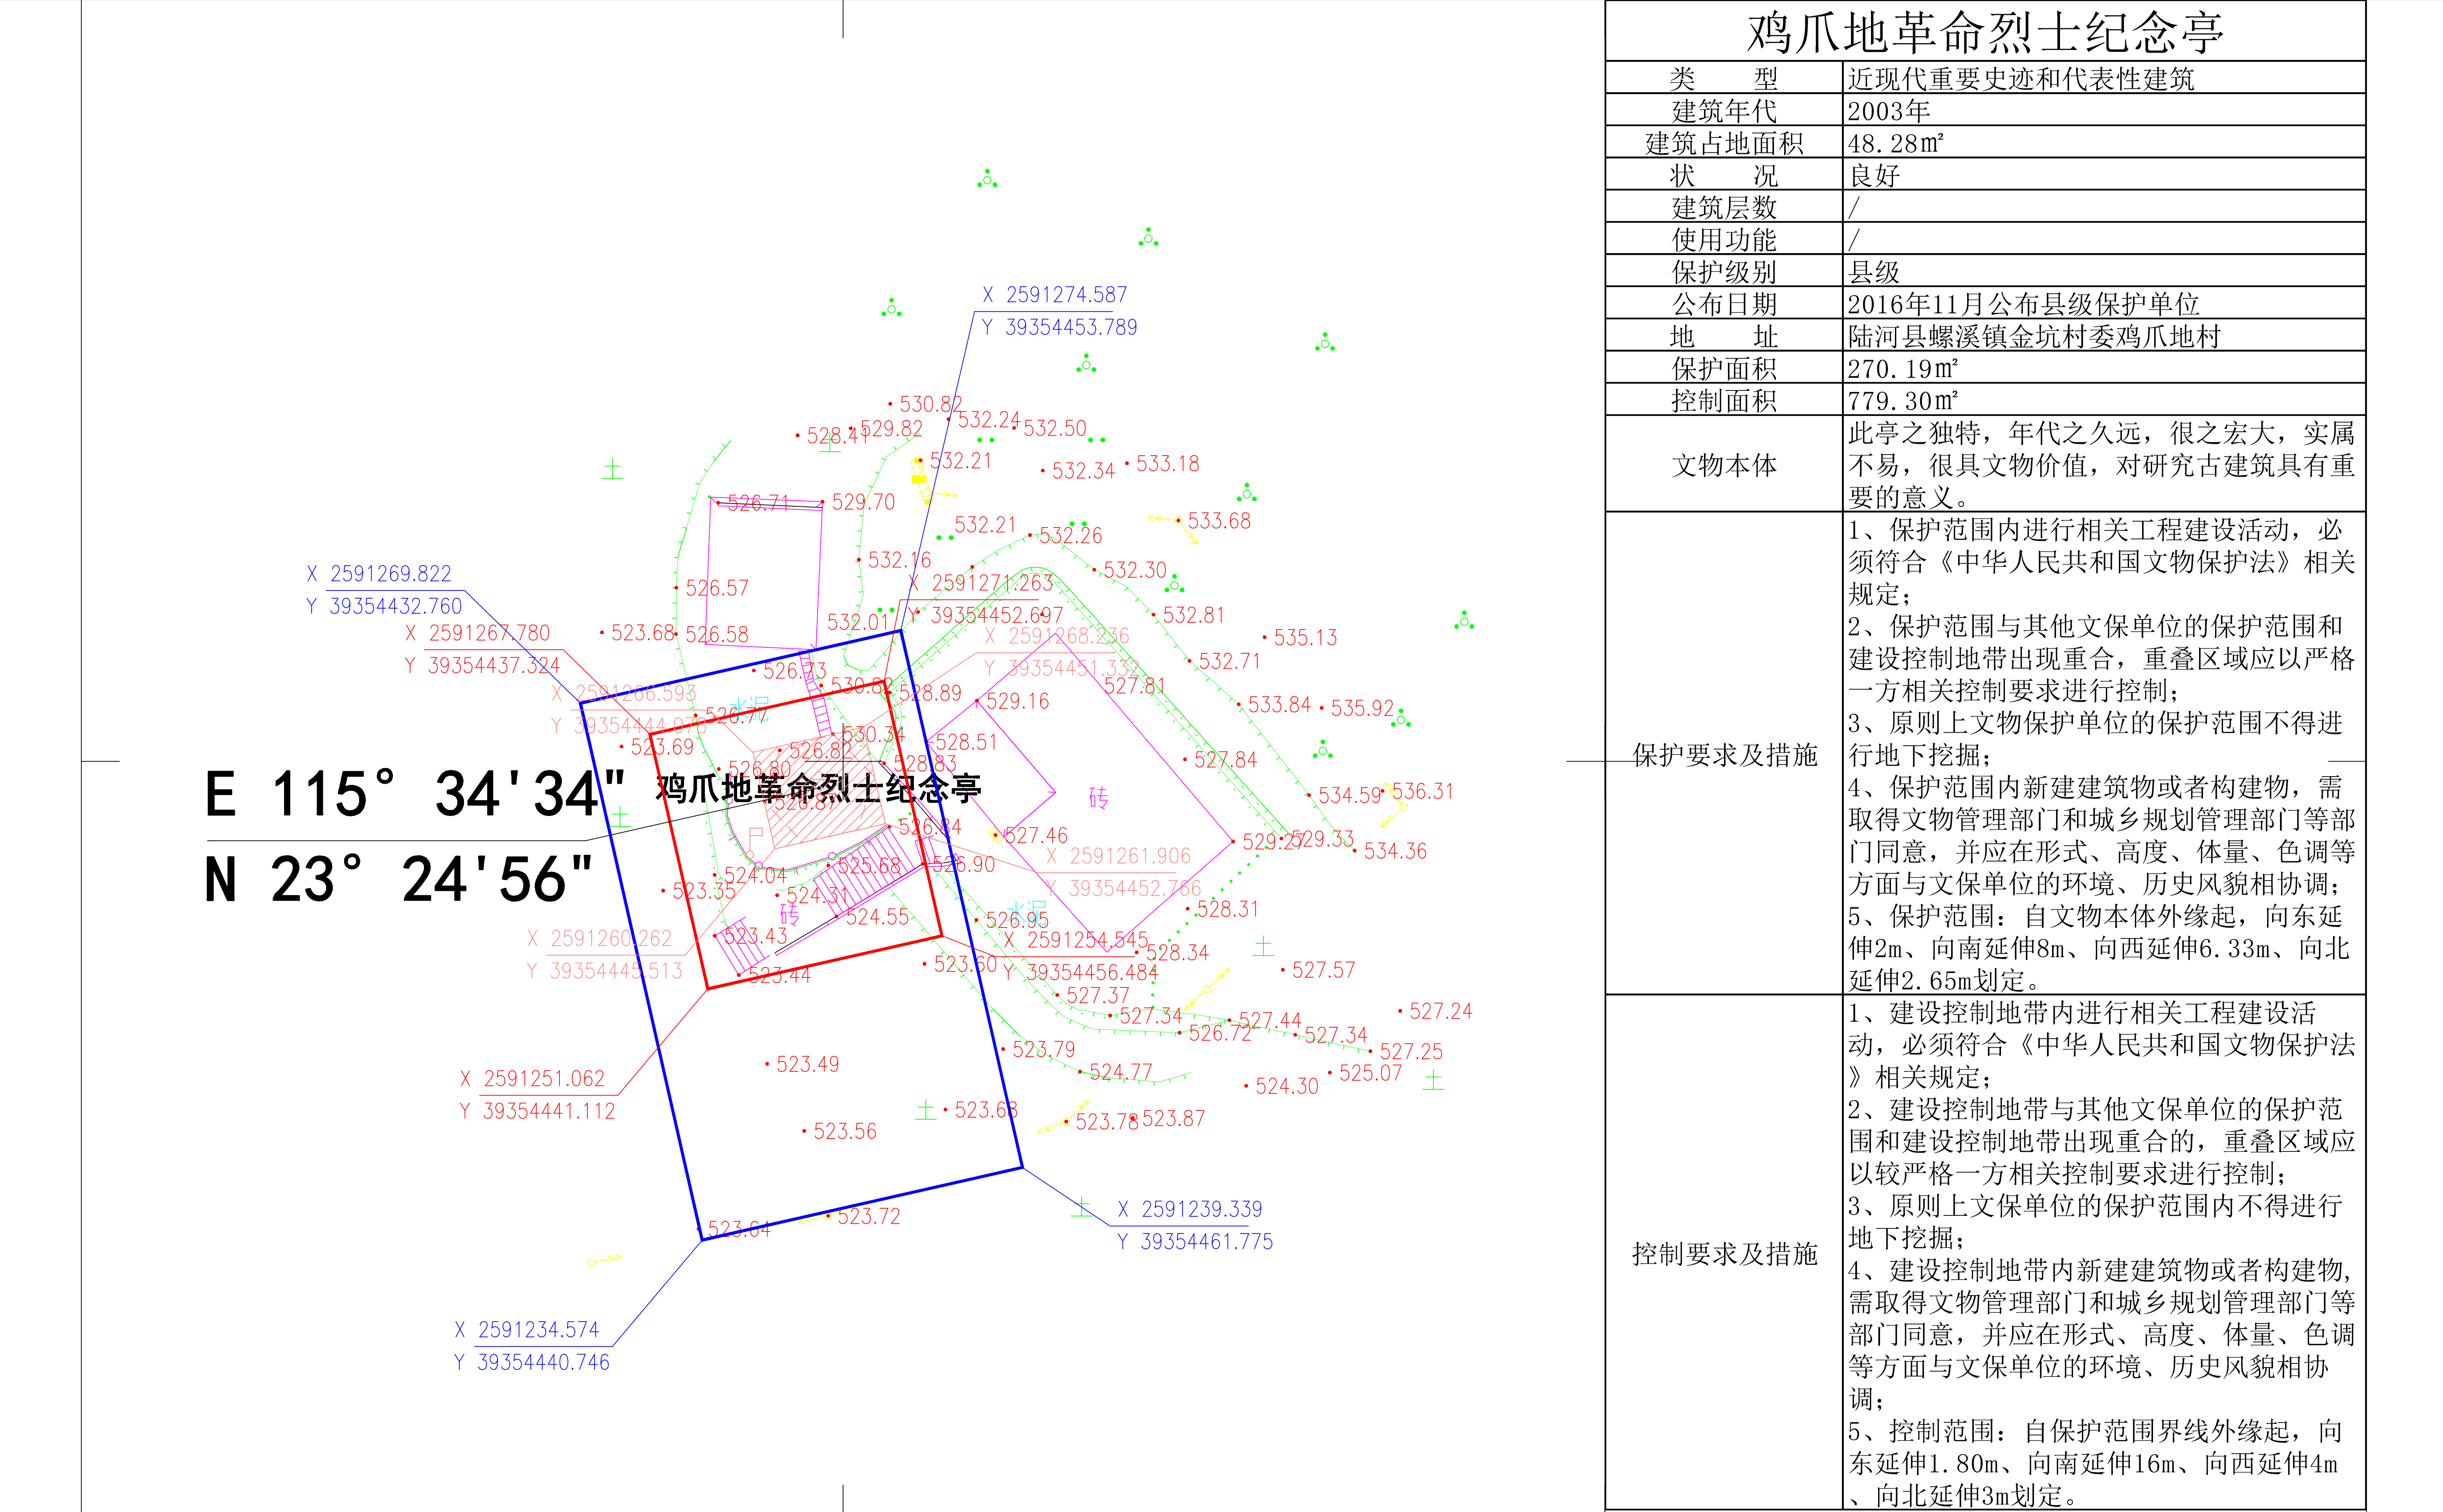 X 2591274.587
Y 39354453.789
530.82
532.24
532.50
528.41
529.82
土
土
532.21
532.34
533.18
526.71
529.70
532.21
533.68
532.26
532.16
532.30
X 2591269.822
Y 39354432.760
526.57
X 2591271.263
Y 39354452.697
532.01
532.81
X 2591267.780
Y 39354437.324
523.68
526.58
X 2591268.236
Y 39354451.332
535.13
532.71
526.73
530.82
528.89
527.81
X 2591266.593
Y 39354444.076
水泥
526.77
529.16
533.84
535.92
523.69
530.34
526.82
528.51
528.83
526.80
527.84
E 115° 34'34"
鸡爪地革命烈士纪念亭
526.87
砖
534.59
536.31
土
526.84
527.46
529.27
529.33
534.36
N 23° 24'56"
X 2591261.906
Y 39354452.766
525.68
526.90
524.04
523.35
524.31
砖
524.55
水泥
526.95
528.31
X 2591260.262
Y 39354445.513
523.43
X 2591254.545
Y 39354456.484
528.34
土
523.44
523.60
527.57
527.37
527.34
527.44
527.24
526.72
527.34
527.25
523.49
523.79
524.77
524.30
525.07
土
X 2591251.062
Y 39354441.112
土
523.68
523.78
523.87
523.56
土
523.64
523.72
X 2591239.339
Y 39354461.775
X 2591234.574
Y 39354440.746
鸡爪地革命烈士纪念亭
类 型 近现代重要史迹和代表性建筑
建筑年代 2003年
建筑占地面积 48.28㎡
状 况 良好
建筑层数 /
使用功能 /
保护级别 县级
公布日期 2016年11月公布县级保护单位
地 址 陆河县螺溪镇金坑村委鸡爪地村
保护面积 270.19㎡
控制面积 779.30㎡
文物本体
此亭之独特，年代之久远，很之宏大，实属
不易，很具文物价值，对研究古建筑具有重
要的意义。
保护要求及措施
1、保护范围内进行相关工程建设活动，必
须符合《中华人民共和国文物保护法》相关
规定；
2、保护范围与其他文保单位的保护范围和
建设控制地带出现重合，重叠区域应以严格
一方相关控制要求进行控制；
3、原则上文物保护单位的保护范围不得进
行地下挖掘；
4、保护范围内新建建筑物或者构建物，需
取得文物管理部门和城乡规划管理部门等部
门同意，并应在形式、高度、体量、色调等
方面与文保单位的环境、历史风貌相协调；
5、保护范围：自文物本体外缘起，向东延
伸2m、向南延伸8m、向西延伸6.33m、向北
延伸2.65m划定。
控制要求及措施
1、建设控制地带内进行相关工程建设活
动，必须符合《中华人民共和国文物保护法
》相关规定；
2、建设控制地带与其他文保单位的保护范
围和建设控制地带出现重合的，重叠区域应
以较严格一方相关控制要求进行控制；
3、原则上文保单位的保护范围内不得进行
地下挖掘；
4、建设控制地带内新建建筑物或者构建物，
需取得文物管理部门和城乡规划管理部门等
部门同意，并应在形式、高度、体量、色调
等方面与文保单位的环境、历史风貌相协
调；
5、控制范围：自保护范围界线外缘起，向
东延伸1.80m、向南延伸16m、向西延伸4m
、向北延伸3m划定。